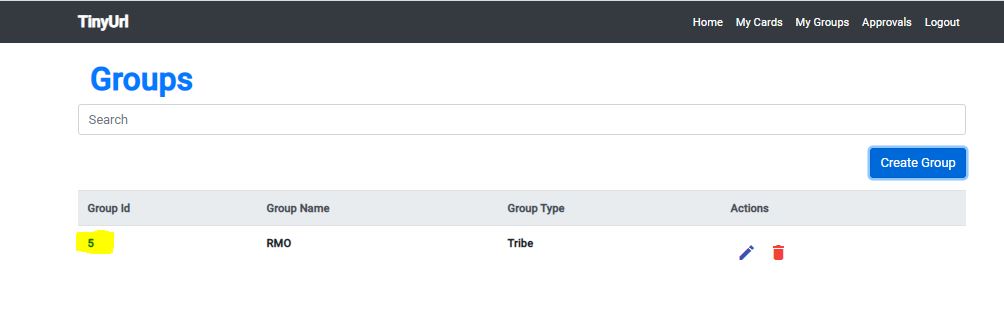 TinyUrl Home My Cards My Groups Approvals Logout
Groups
Search
Create Group
Group Id Group Name Group Type Actions
5 RMO Tribe